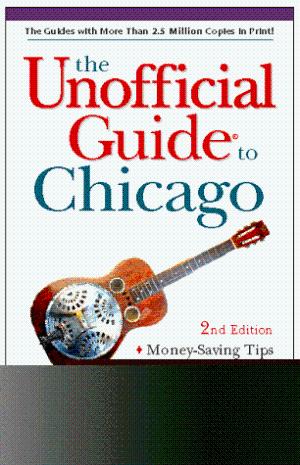 The Guides with More Than 2.5 Million Copies in Print!
the
Unofficial
Guide® to
Chicago
2nd Edition
♦ Money-Saving Tips